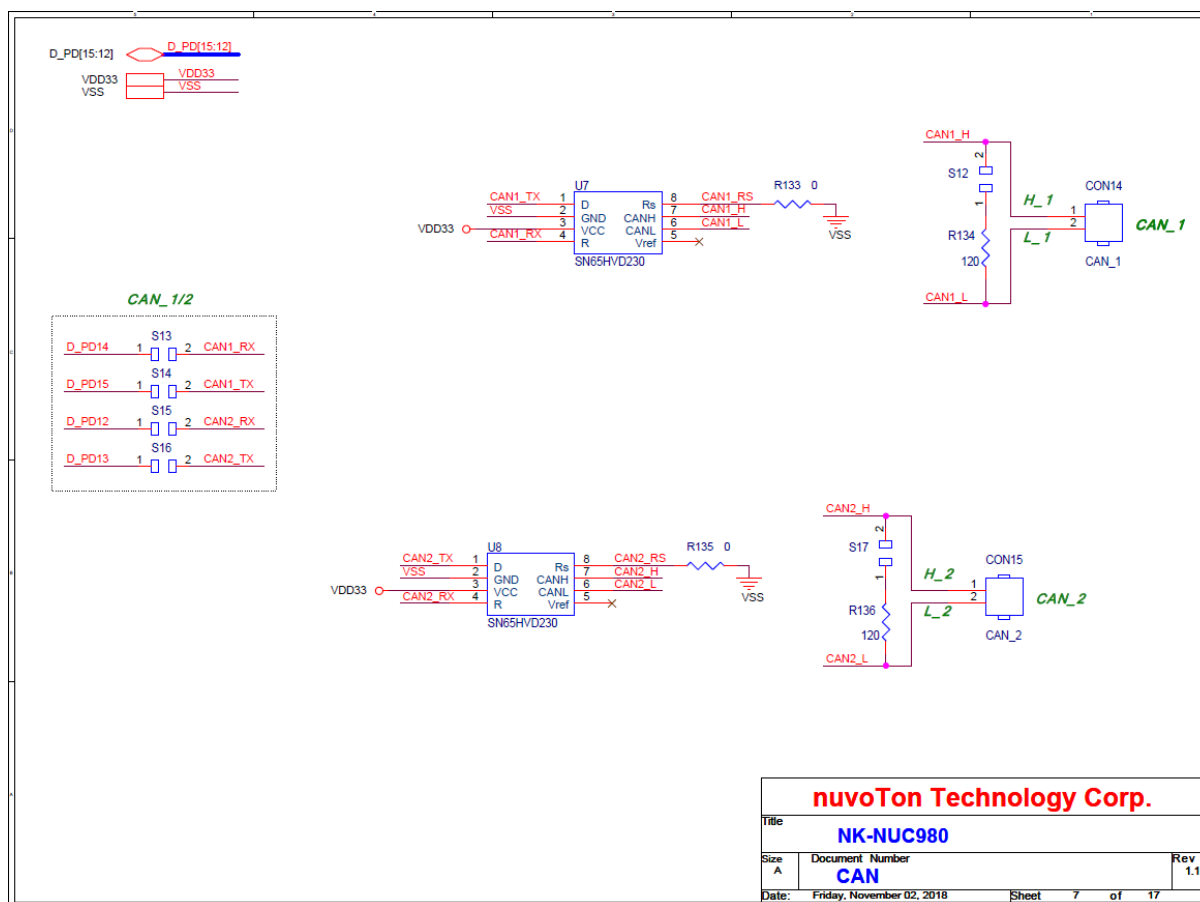 5 4 3 2 1
D_PD[15:12] D_PD[15:12]
VDD33 VDD33
VSS VSS
D
CAN1_H
2
S12
1
R134
120
CAN1_L
H_1
L_1
CON14
1
2
CAN_1
CAN_1
U7
CAN1_TX 1 D Rs 8 CAN1_RS R133 0
VSS 2 GND CANH 7 CAN1_H
VDD33 3 VCC CANL 6 CAN1_L
CAN1_RX 4 R Vref 5
VSS
SN65HVD230
CAN_1/2
C
S13
D_PD14 1 2 CAN1_RX
S14
D_PD15 1 2 CAN1_TX
S15
D_PD12 1 2 CAN2_RX
S16
D_PD13 1 2 CAN2_TX
CAN2_H
2
S17
1
R136
120
CAN2_L
H_2
L_2
CON15
1
2
CAN_2
CAN_2
U8
CAN2_TX 1 D Rs 8 CAN2_RS R135 0
VSS 2 GND CANH 7 CAN2_H
VDD33 3 VCC CANL 6 CAN2_L
CAN2_RX 4 R Vref 5
VSS
SN65HVD230
B
A
nuvoTon Technology Corp.
Title
NK-NUC980
Size Document Number Rev
A CAN 1.1
Date: Friday, November 02, 2018 Sheet 7 of 17